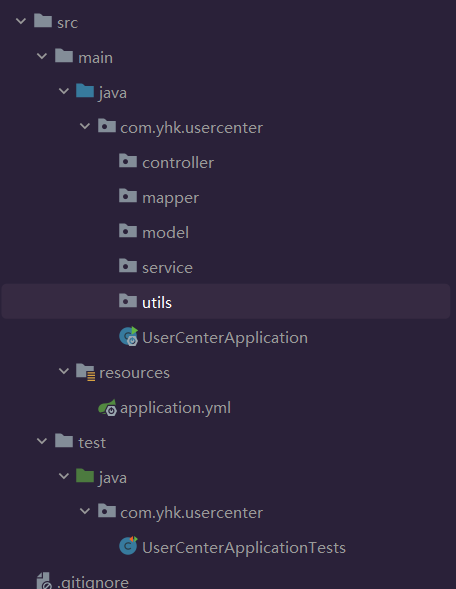 src
main
java
com.yhk.usercenter
controller
mapper
model
service
utils
UserCenterApplication
resources
application.yml
test
java
com.yhk.usercenter
UserCenterApplicationTests
.gitignore